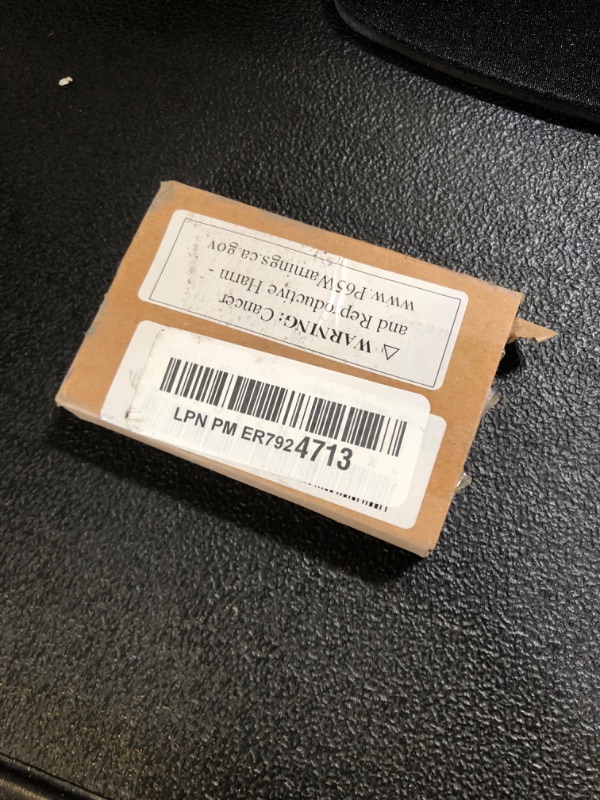 ⚠ WARNING: Cancer
and Reproductive Harm -
www.P65Warnings.ca.gov
LPN PM ER7924713